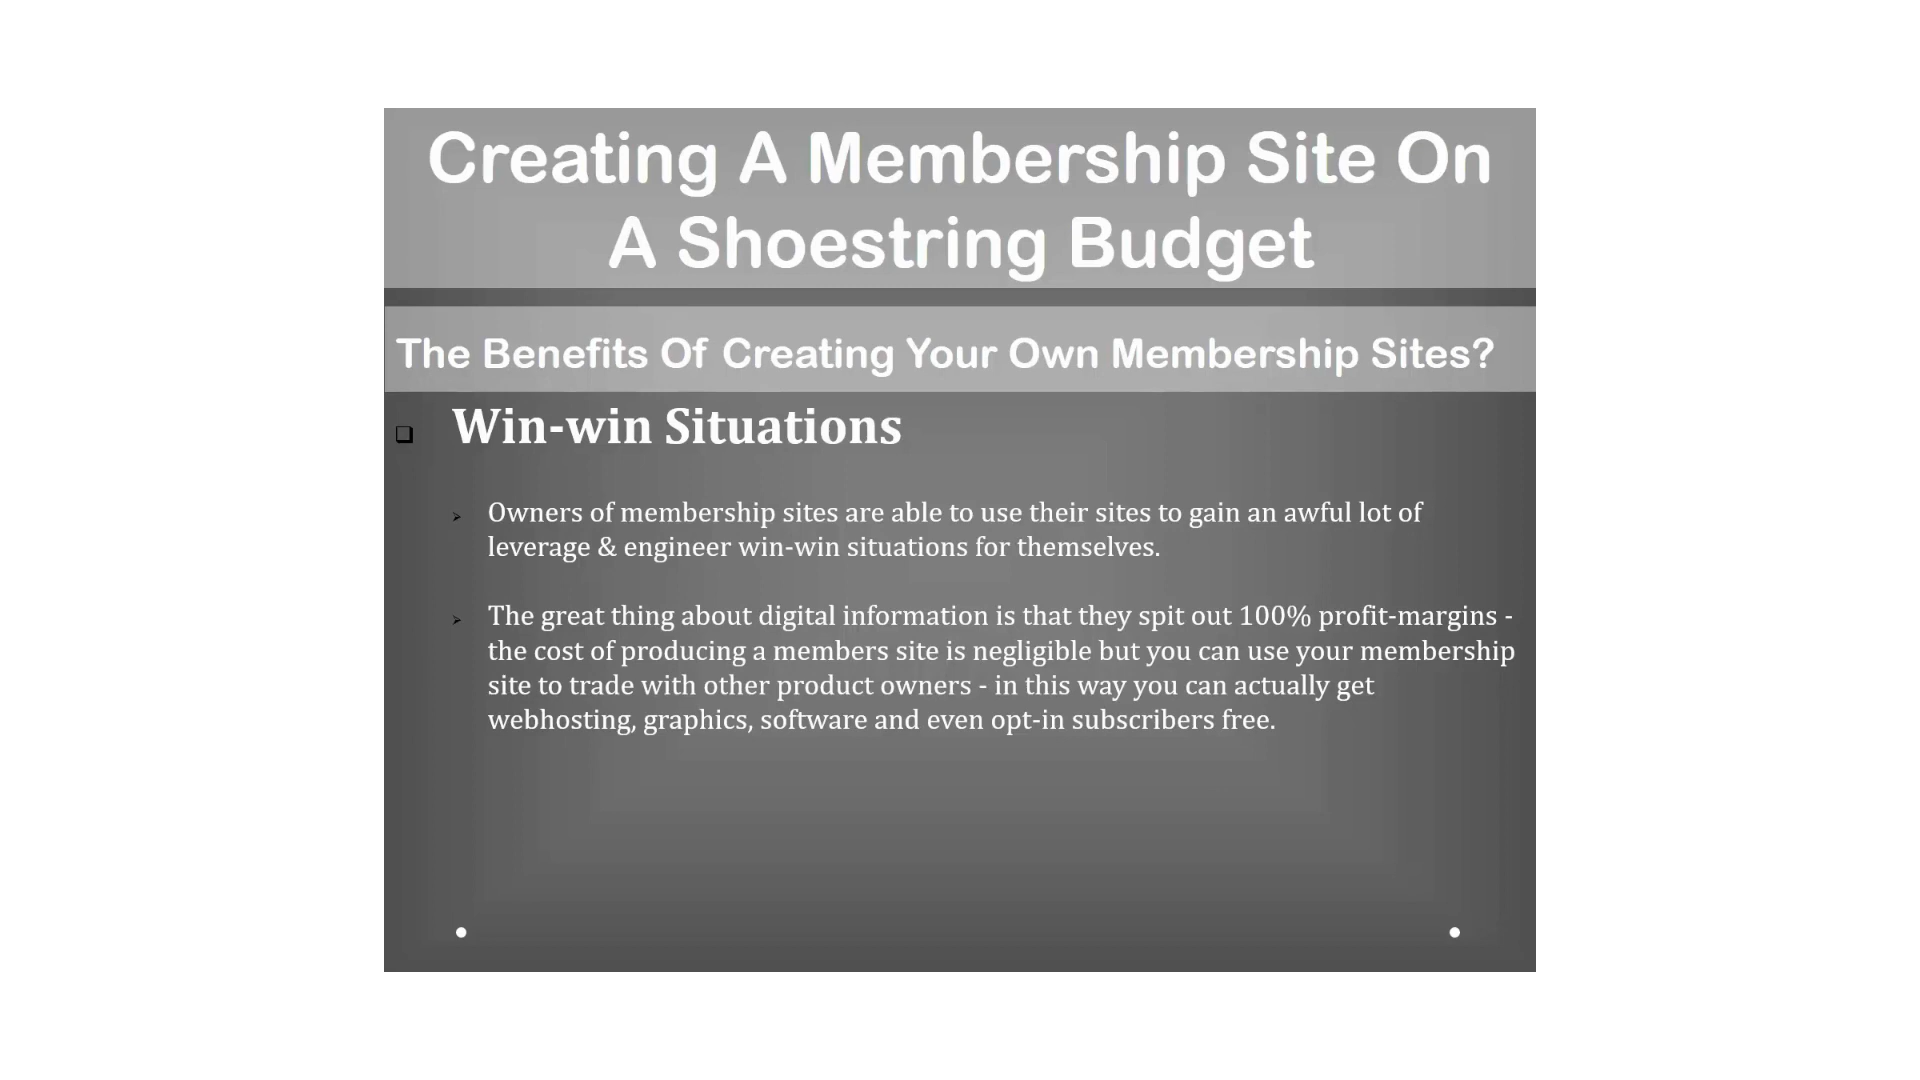 Creating A Membership Site On
A Shoestring Budget
The Benefits Of Creating Your Own Membership Sites?
Win-win Situations
Owners of membership sites are able to use their sites to gain an awful lot of
leverage & engineer win-win situations for themselves.
The great thing about digital information is that they spit out 100% profit-margins -
the cost of producing a members site is negligible but you can use your membership
site to trade with other product owners - in this way you can actually get
webhosting, graphics, software and even opt-in subscribers free.